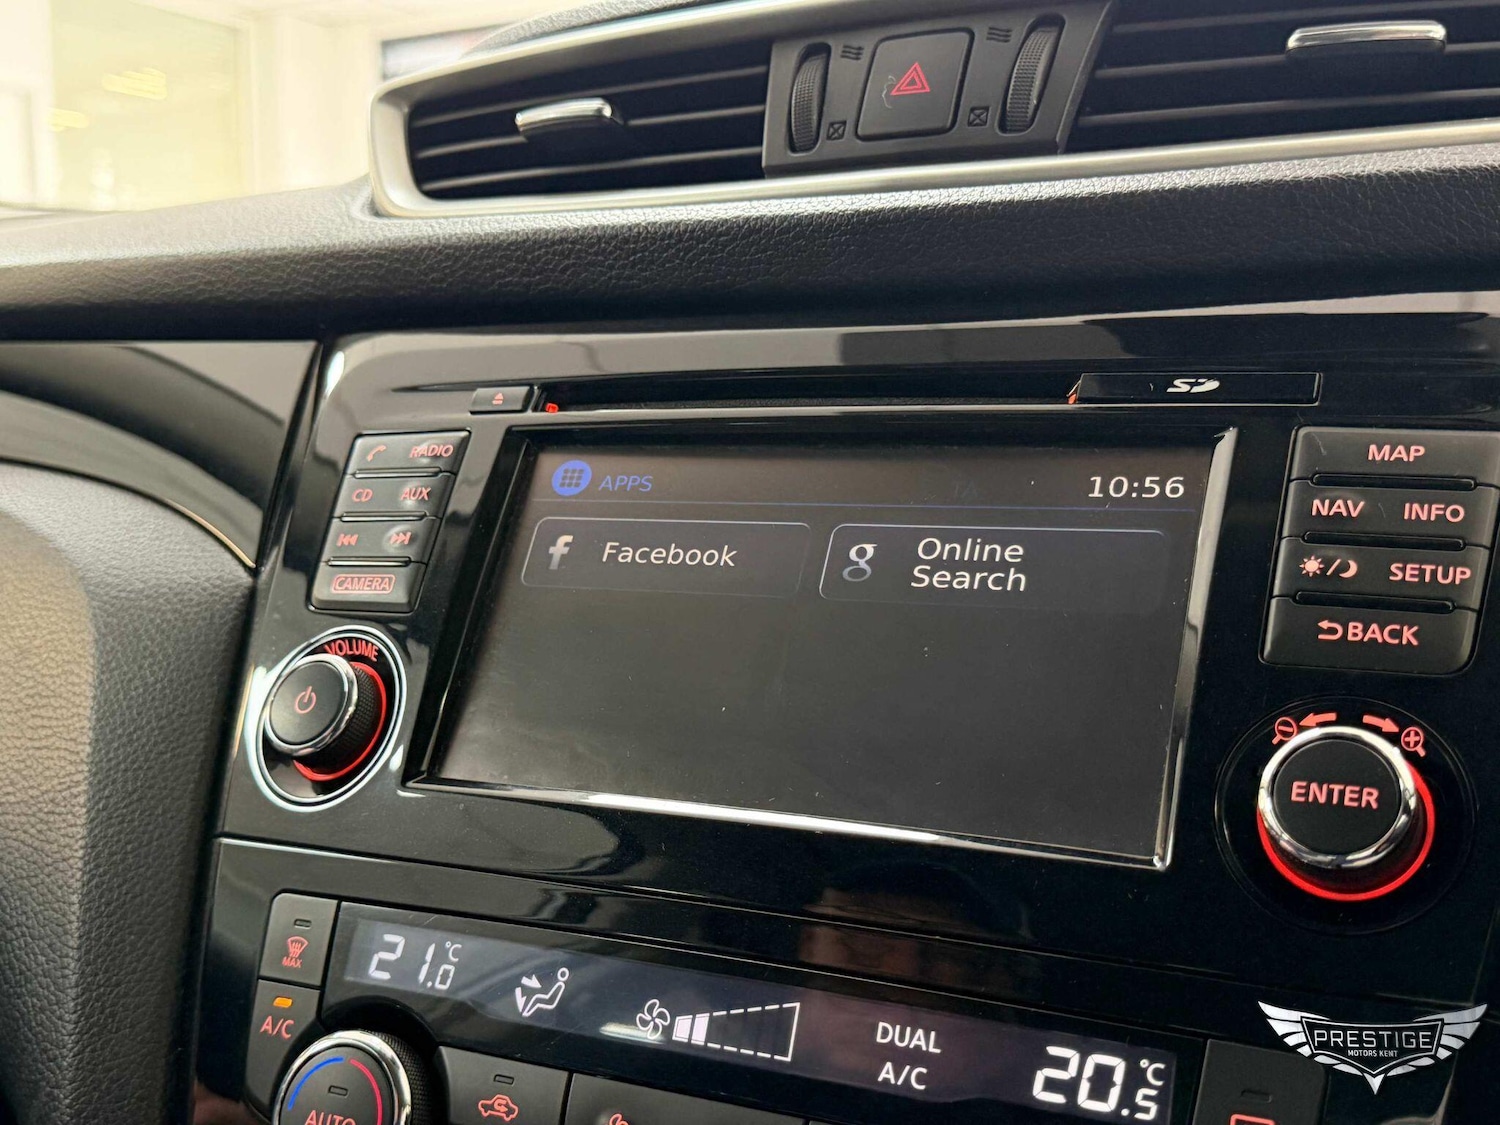 SD
RADIO
CD AUX
CAMERA
VOLUME
APPS
TA
10:56
Facebook
Online
Search
MAP
NAV INFO
SETUP
BACK
ENTER
MAX
A/C
AUTO
21.0°C
DUAL
A/C
20.5°C
PRESTIGE
MOTORS KENT